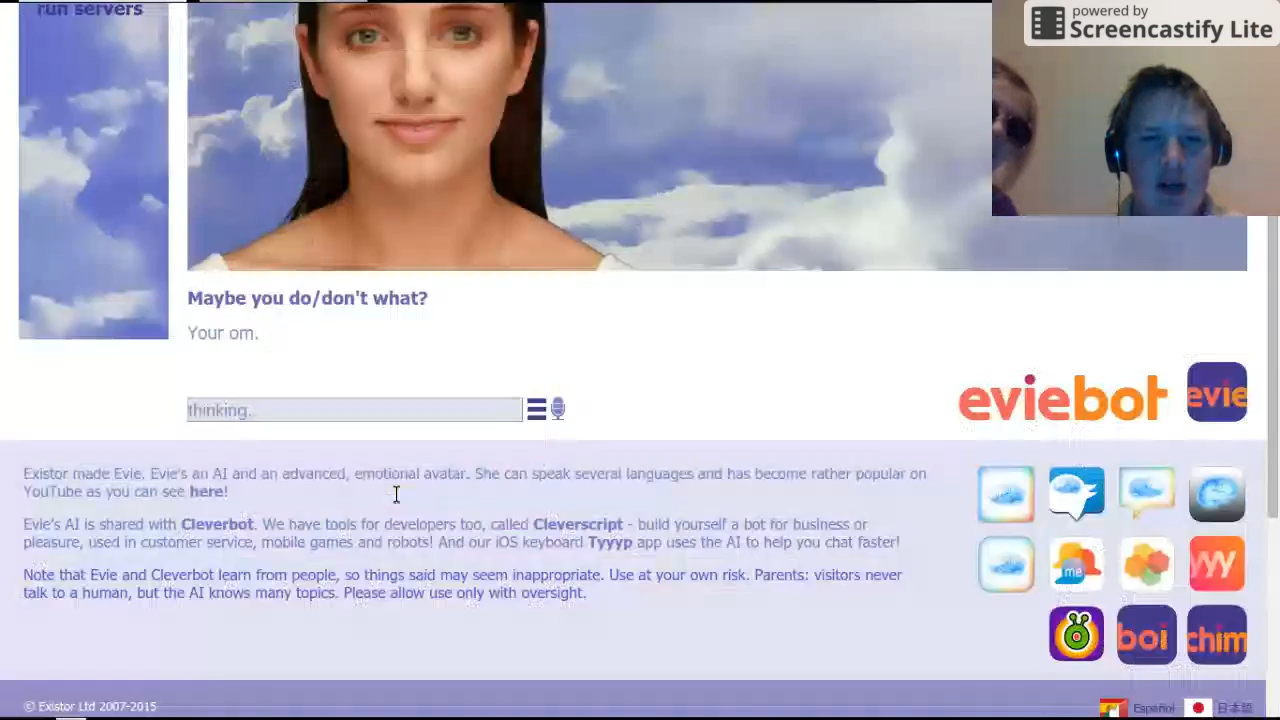 run servers
powered by
Screencastify Lite
Maybe you do/don't what?
Your om.
thinking..
eviebot
evie
Existor made Evie. Evie's an AI and an advanced, emotional avatar. She can speak several languages and has become rather popular on
YouTube as you can see here!
Evie's AI is shared with Cleverbot. We have tools for developers too, called Cleverscript - build yourself a bot for business or
pleasure, used in customer service, mobile games and robots! And our iOS keyboard Tyyyp app uses the AI to help you chat faster!
Note that Evie and Cleverbot learn from people, so things said may seem inappropriate. Use at your own risk. Parents: visitors never
talk to a human, but the AI knows many topics. Please allow use only with oversight.
me
yyy
boi
chim
© Existor Ltd 2007-2015
Español
日本語